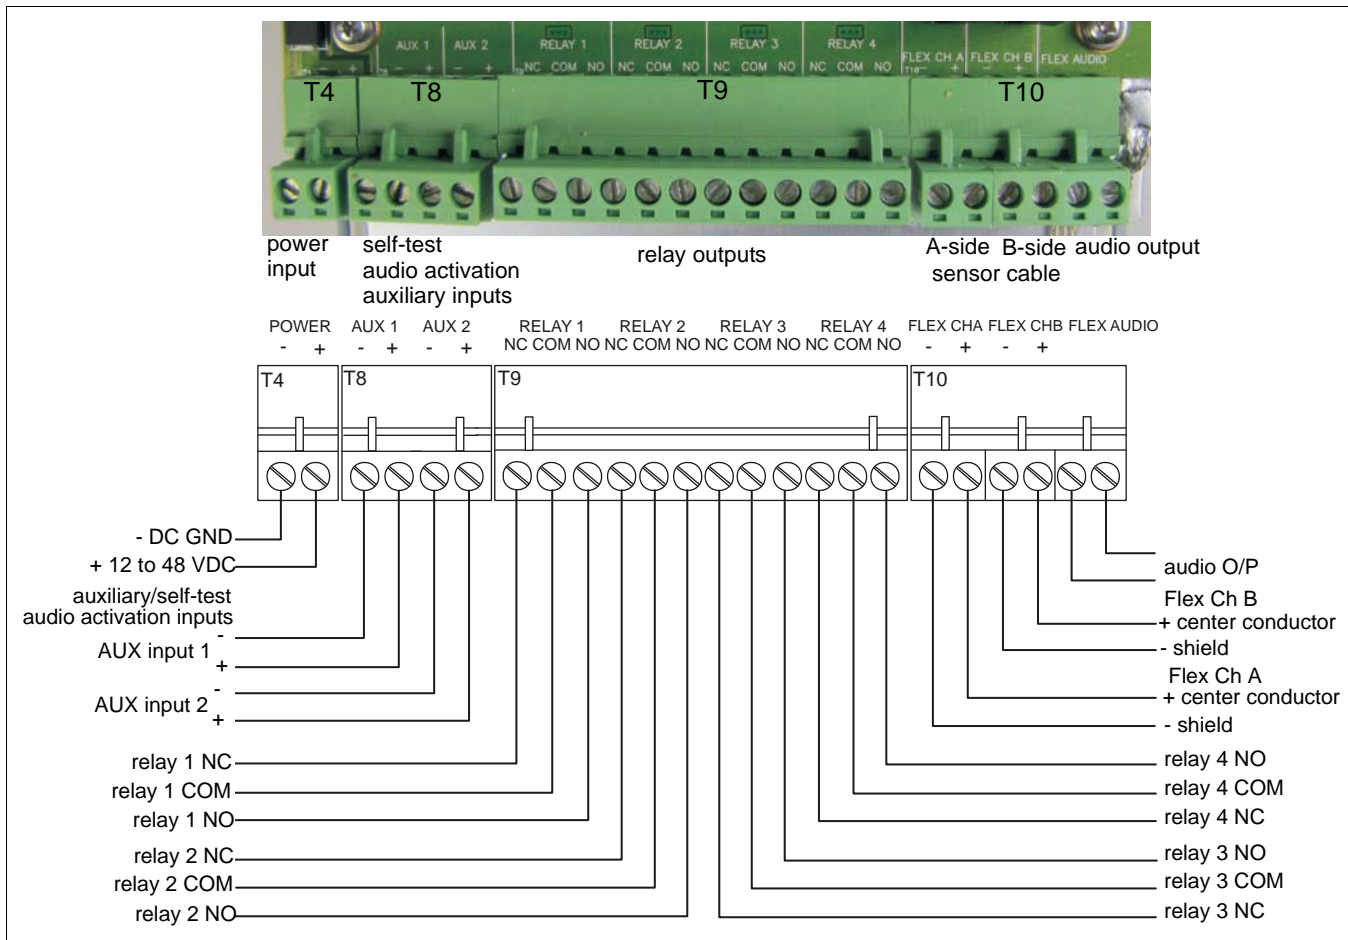 AUX 1 AUX 2 RELAY 1 RELAY 2 RELAY 3 RELAY 4 FLEX CH A FLEX CH B FLEX AUDIO
- + - + - + NC COM NO NC COM NO NC COM NO NC COM NO T10 - + - +
T4 T8 T9 T10
power input
self-test
audio activation
auxiliary inputs
relay outputs
A-side B-side audio output
sensor cable
POWER AUX 1 AUX 2 RELAY 1 RELAY 2 RELAY 3 RELAY 4 FLEX CHA FLEX CHB FLEX AUDIO
- + - + - + NC COM NO NC COM NO NC COM NO NC COM NO - + - +
T4 T8 T9 T10
- DC GND
+ 12 to 48 VDC
auxiliary/self-test
audio activation inputs
-
AUX input 1
+
-
AUX input 2
+
relay 1 NC
relay 1 COM
relay 1 NO
relay 2 NC
relay 2 COM
relay 2 NO
audio O/P
Flex Ch B
+ center conductor
- shield
Flex Ch A
+ center conductor
- shield
relay 4 NO
relay 4 COM
relay 4 NC
relay 3 NO
relay 3 COM
relay 3 NC